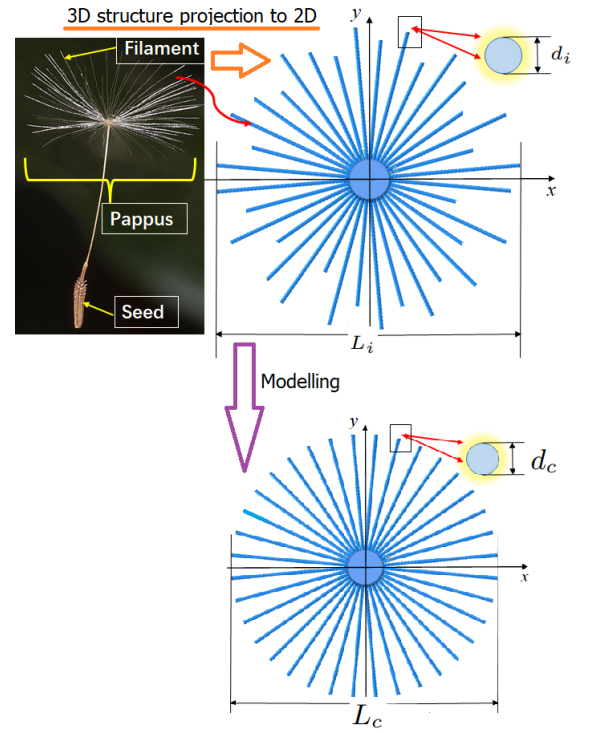 3D structure projection to 2D
Filament
Pappus
Seed
y
x
d_i
L_i
Modelling
y
x
d_c
L_c